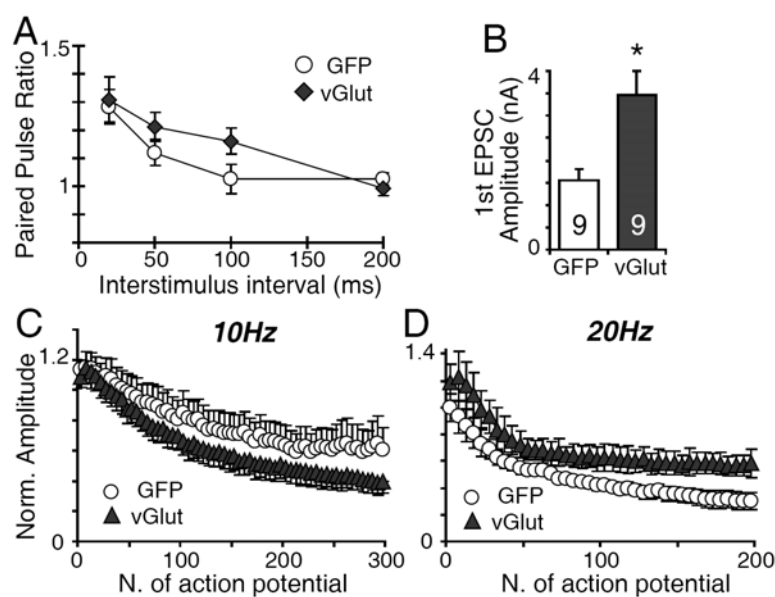 A
1.5
1
Paired Pulse Ratio
GFP
vGlut
0 50 100 150 200
Interstimulus interval (ms)
B
*
4
0
1st EPSC
Amplitude (nA)
9 9
GFP vGlut
C
10Hz
1.2
0
Norm. Amplitude
GFP
vGlut
0 100 200 300
N. of action potential
D
20Hz
1.4
0
GFP
vGlut
0 100 200
N. of action potential